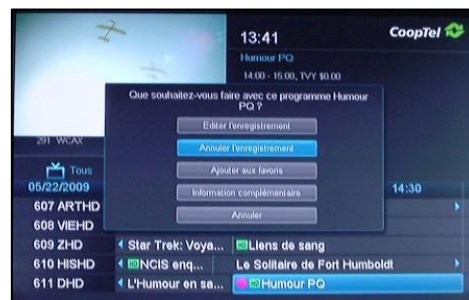 13:41
CoopTel
Humour PQ
14:00 - 15:00, TVY $0.00
Que souhaitez-vous faire avec ce programme Humour
PQ ?
Editer l'enregistrement
Annuler l'enregistrement
Ajouter aux favoris
Information complémentaire
Annuler
291 WCAX
Tous
05/22/2009
14:30
607 ARTHD
608 VIEHD
609 ZHD
Star Trek: Voya...
HD Liens de sang
610 HISHD
HD NCIS enq...
Le Solitaire de Fort Humboldt
611 DHD
L'Humour en sa...
HD Humour PQ